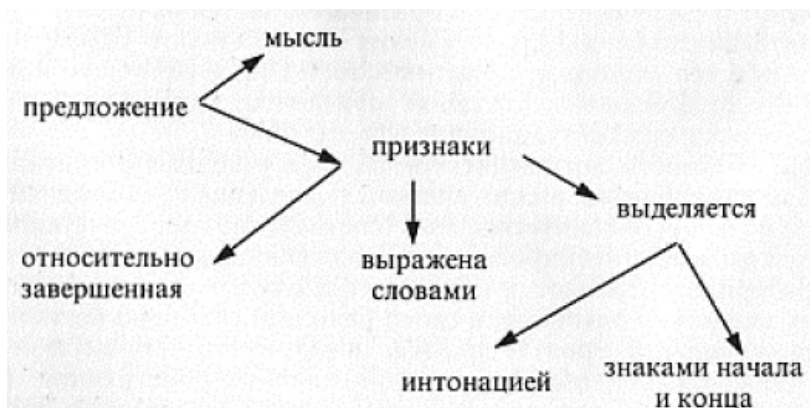 мысль
предложение
признаки
выделяется
относительно
завершенная
выражена
словами
интонацией
знаками начала
и конца